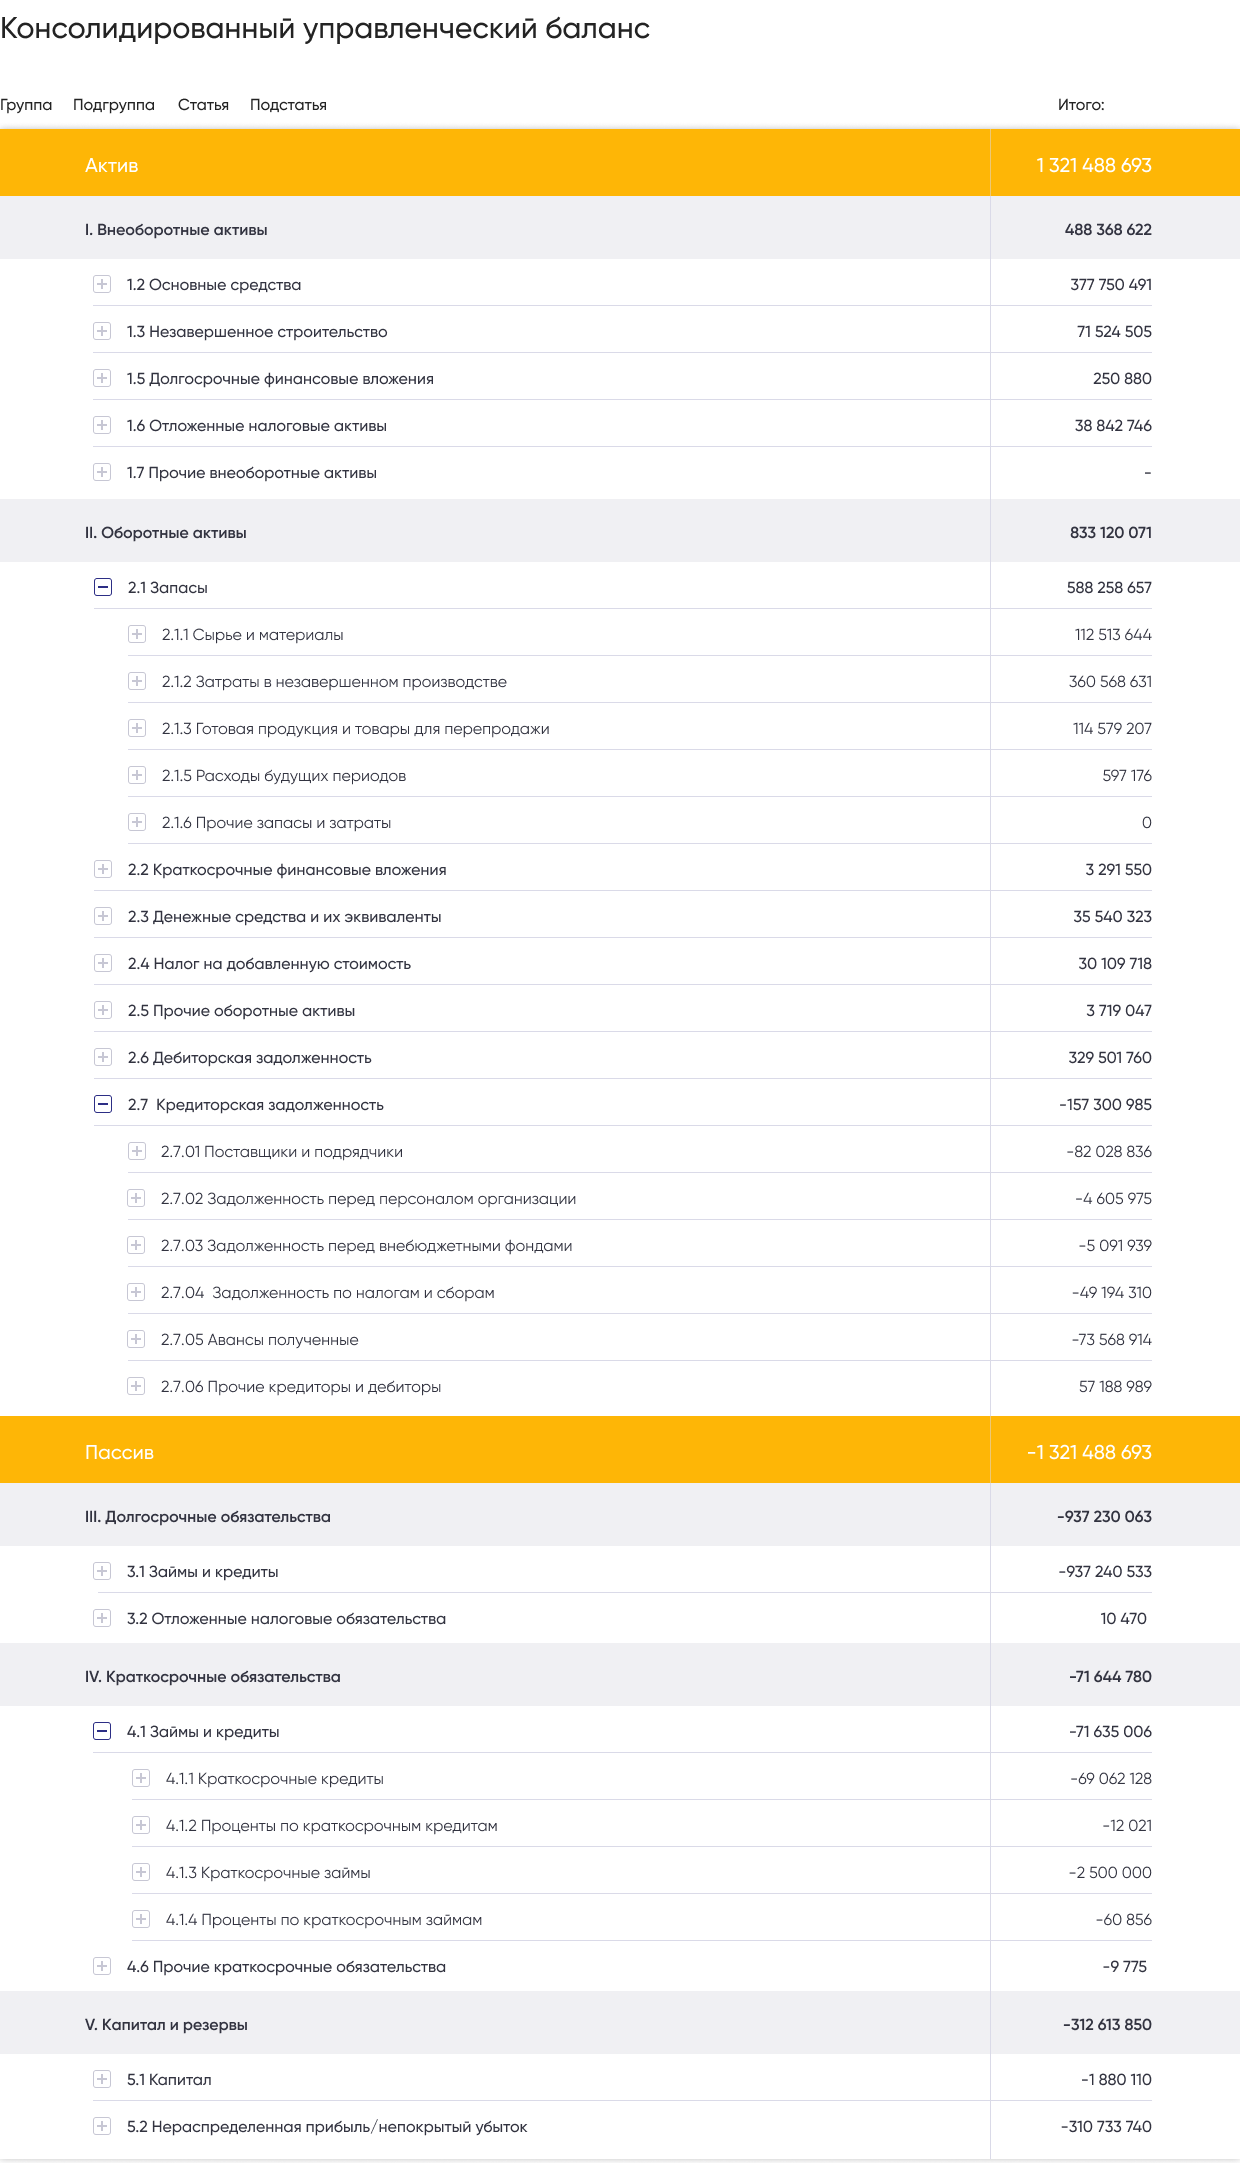 Консолидированный управленческий баланс
Группа Подгруппа Статья Подстатья Итого:
Актив 1 321 488 693
I. Внеоборотные активы 488 368 622
1.2 Основные средства 377 750 491
1.3 Незавершенное строительство 71 524 505
1.5 Долгосрочные финансовые вложения 250 880
1.6 Отложенные налоговые активы 38 842 746
1.7 Прочие внеоборотные активы -
II. Оборотные активы 833 120 071
2.1 Запасы 588 258 657
2.1.1 Сырье и материалы 112 513 644
2.1.2 Затраты в незавершенном производстве 360 568 631
2.1.3 Готовая продукция и товары для перепродажи 114 579 207
2.1.5 Расходы будущих периодов 597 176
2.1.6 Прочие запасы и затраты 0
2.2 Краткосрочные финансовые вложения 3 291 550
2.3 Денежные средства и их эквиваленты 35 540 323
2.4 Налог на добавленную стоимость 30 109 718
2.5 Прочие оборотные активы 3 719 047
2.6 Дебиторская задолженность 329 501 760
2.7 Кредиторская задолженность -157 300 985
2.7.01 Поставщики и подрядчики -82 028 836
2.7.02 Задолженность перед персоналом организации -4 605 975
2.7.03 Задолженность перед внебюджетными фондами -5 091 939
2.7.04 Задолженность по налогам и сборам -49 194 310
2.7.05 Авансы полученные -73 568 914
2.7.06 Прочие кредиторы и дебиторы 57 188 989
Пассив -1 321 488 693
III. Долгосрочные обязательства -937 230 063
3.1 Займы и кредиты -937 240 533
3.2 Отложенные налоговые обязательства 10 470
IV. Краткосрочные обязательства -71 644 780
4.1 Займы и кредиты -71 635 006
4.1.1 Краткосрочные кредиты -69 062 128
4.1.2 Проценты по краткосрочным кредитам -12 021
4.1.3 Краткосрочные займы -2 500 000
4.1.4 Проценты по краткосрочным займам -60 856
4.6 Прочие краткосрочные обязательства -9 775
V. Капитал и резервы -312 613 850
5.1 Капитал -1 880 110
5.2 Нераспределенная прибыль/непокрытый убыток -310 733 740